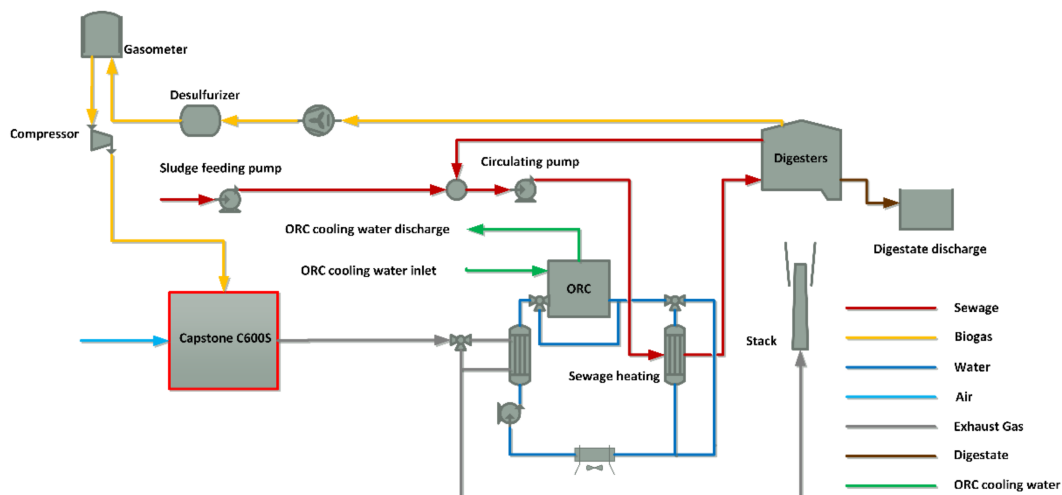 Gasometer
Desulfurizer
Compressor
Sludge feeding pump
Circulating pump
Digesters
ORC cooling water discharge
Digestate discharge
ORC cooling water inlet
ORC
Capstone C600S
Stack
Sewage heating
Sewage
Biogas
Water
Air
Exhaust Gas
Digestate
ORC cooling water